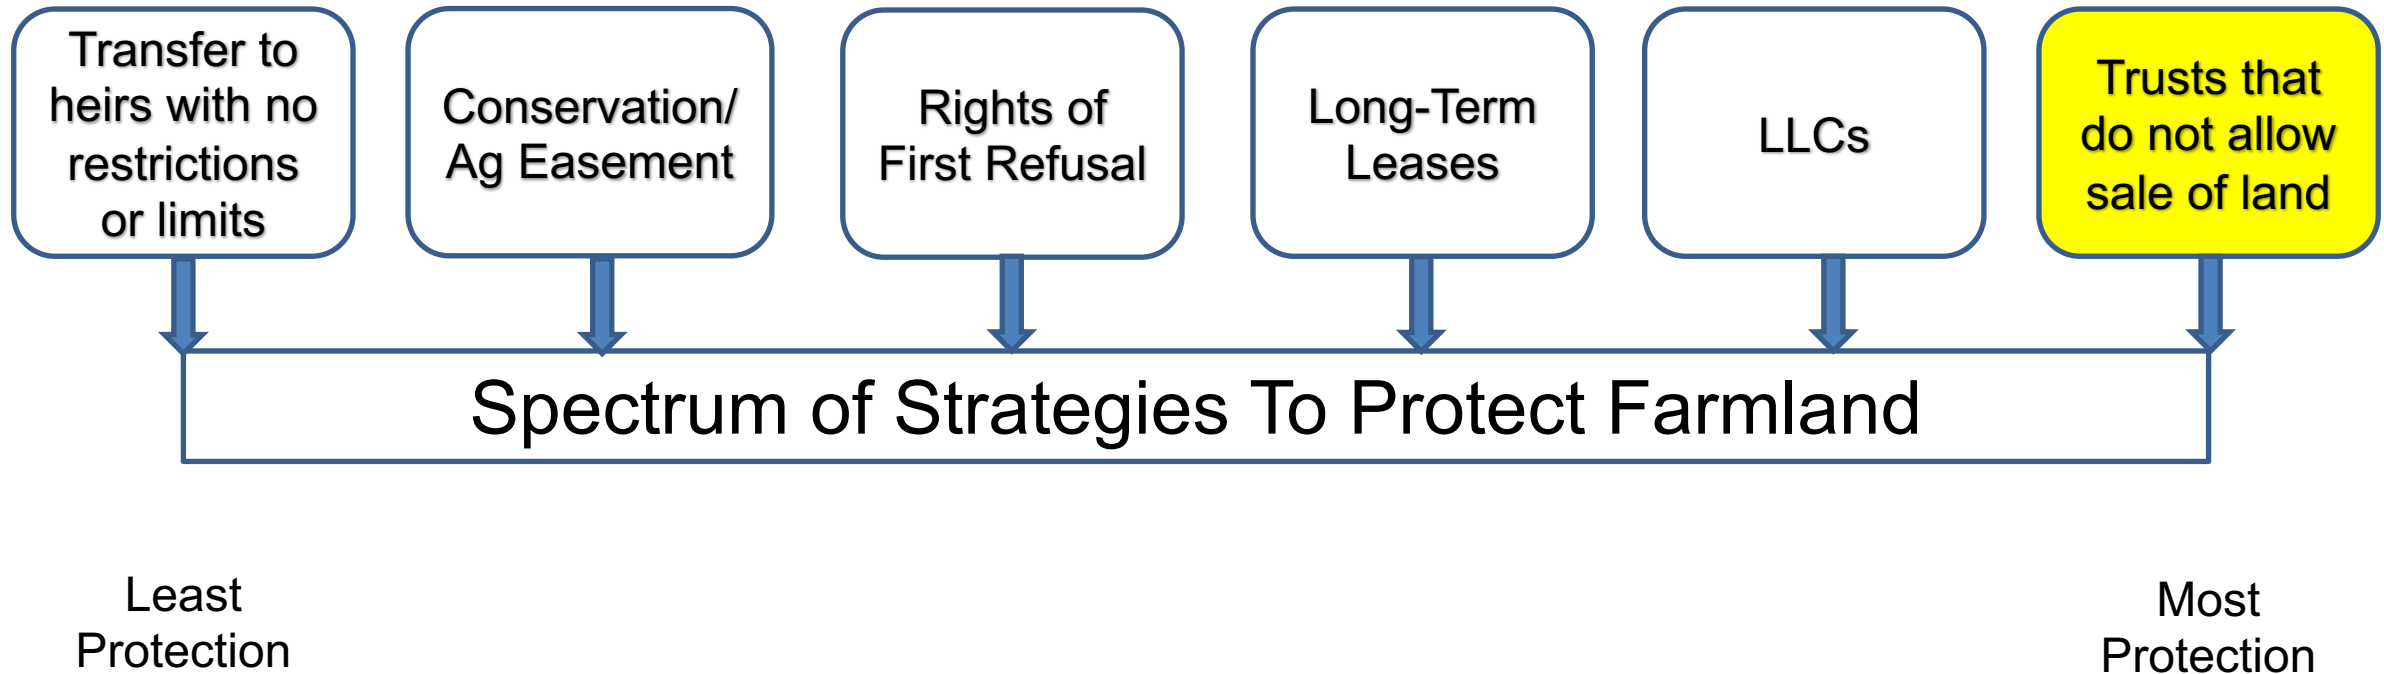 Transfer to
heirs with no
restrictions
or limits
Conservation/
Ag Easement
Rights of
First Refusal
Long-Term
Leases
LLCs
Trusts that
do not allow
sale of land
Spectrum of Strategies To Protect Farmland
Least
Protection
Most
Protection